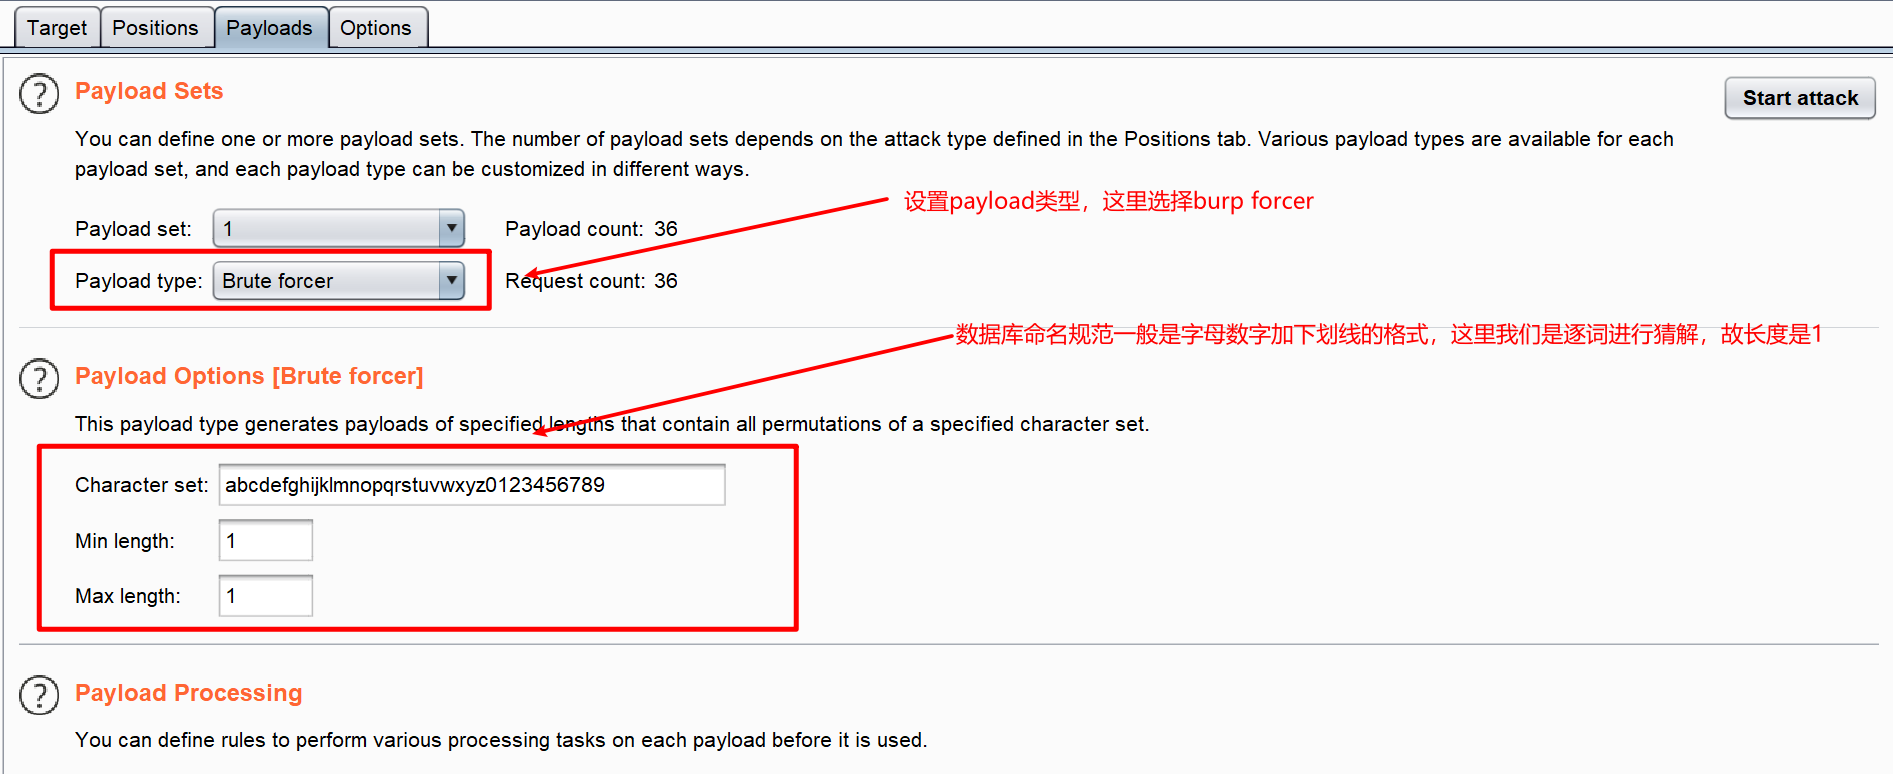 Target Positions Payloads Options
Payload Sets
Start attack
You can define one or more payload sets. The number of payload sets depends on the attack type defined in the Positions tab. Various payload types are available for each
payload set, and each payload type can be customized in different ways.
设置payload类型，这里选择burp forcer
Payload set: 1 Payload count: 36
Payload type: Brute forcer Request count: 36
数据库命名规范一般是字母数字加下划线的格式，这里我们是逐词进行猜解，故长度是1
Payload Options [Brute forcer]
This payload type generates payloads of specified lengths that contain all permutations of a specified character set.
Character set: abcdefghijklmnopqrstuvwxyz0123456789
Min length: 1
Max length: 1
Payload Processing
You can define rules to perform various processing tasks on each payload before it is used.